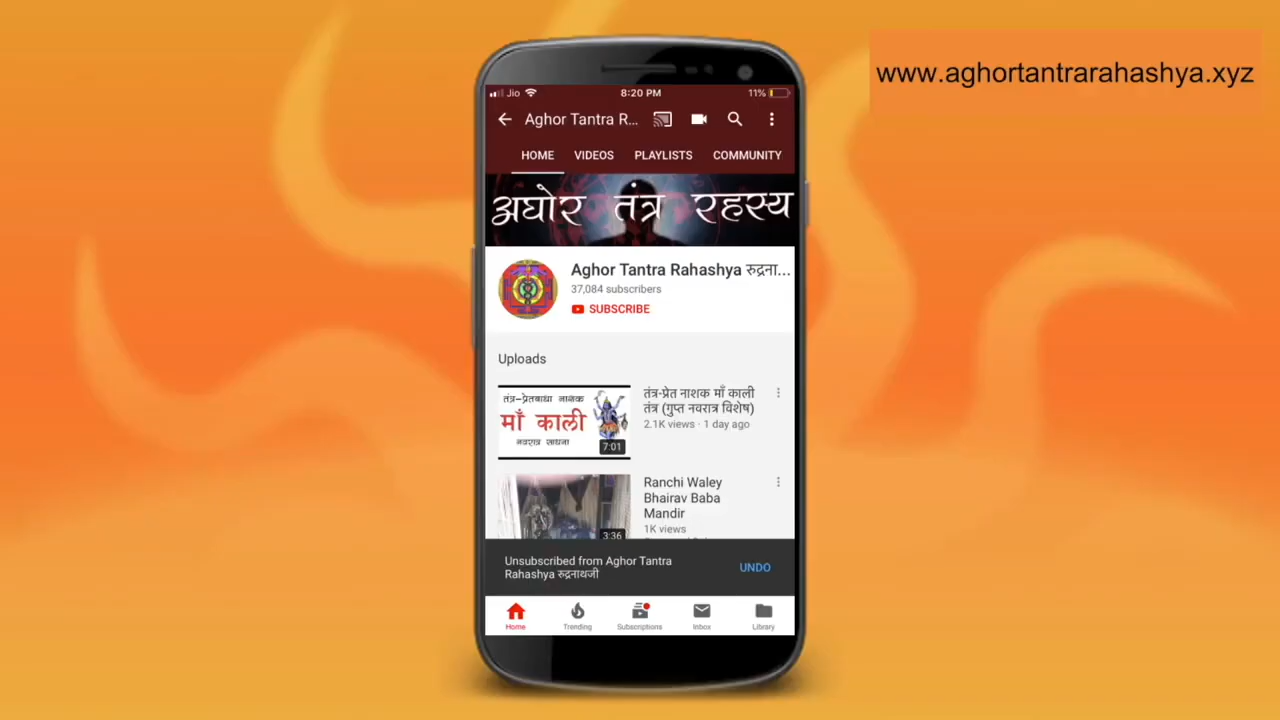 www.aghortantrarahashya.xyz
Jio 8:20 PM 11%
Aghor Tantra R...
HOME VIDEOS PLAYLISTS COMMUNITY
अघोर तंत्र रहस्य
Aghor Tantra Rahashya रुद्रना...
37,084 subscribers
SUBSCRIBE
Uploads
तंत्र-प्रेतबाधा नाशक
माँ काली
नवरात्र साधना
7:01
तंत्र-प्रेत नाशक माँ काली
तंत्र (गुप्त नवरात्र विशेष)
2.1K views · 1 day ago
3:36
Ranchi Waley
Bhairav Baba
Mandir
1K views
Unsubscribed from Aghor Tantra
Rahashya रुद्रनाथजी
UNDO
Home Trending Subscriptions Inbox Library